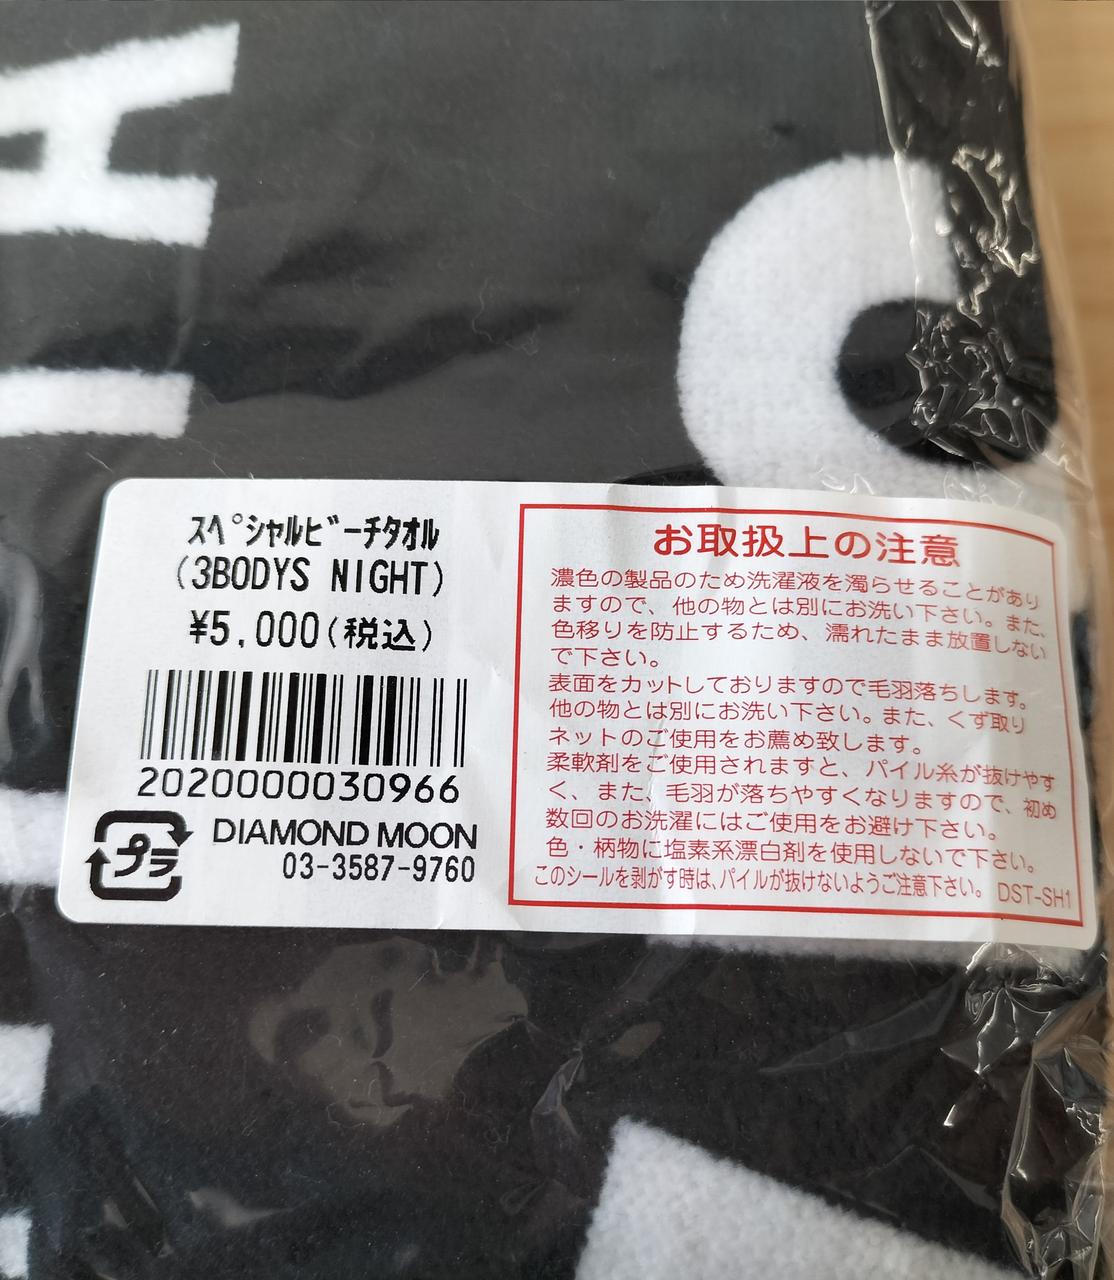 スペシャルビーチタオル
(3BODYS NIGHT)
¥5,000(税込)
2020000030966
プラ
DIAMOND MOON
03-3587-9760
お取扱上の注意
濃色の製品のため洗濯液を濁らせることがあり
ますので、他の物とは別にお洗い下さい。また、
色移りを防止するため、濡れたまま放置しない
で下さい。
表面をカットしておりますので毛羽落ちします。
他の物とは別にお洗い下さい。また、くず取り
ネットのご使用をお薦め致します。
柔軟剤をご使用されますと、パイル糸が抜けやす
く、また、毛羽が落ちやすくなりますので、初め
数回のお洗濯にはご使用をお避け下さい。
色・柄物に塩素系漂白剤を使用しないで下さい。
このシールを剥がす時は、パイルが抜けないようご注意下さい。 DST-SH1